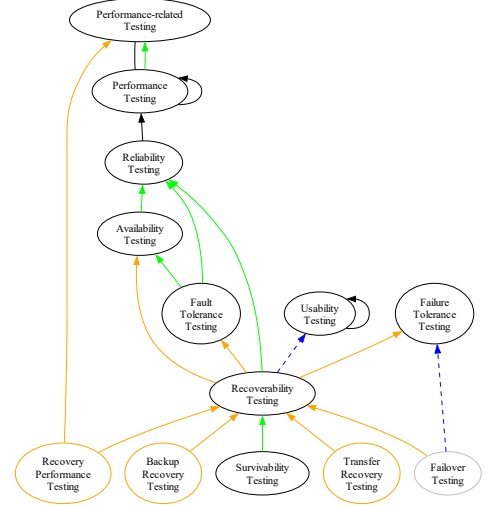 Performance-related
Testing
Performance
Testing
Reliability
Testing
Availability
Testing
Fault
Tolerance
Testing
Usability
Testing
Failure
Tolerance
Testing
Recoverability
Testing
Recovery
Performance
Testing
Backup
Recovery
Testing
Survivability
Testing
Transfer
Recovery
Testing
Failover
Testing